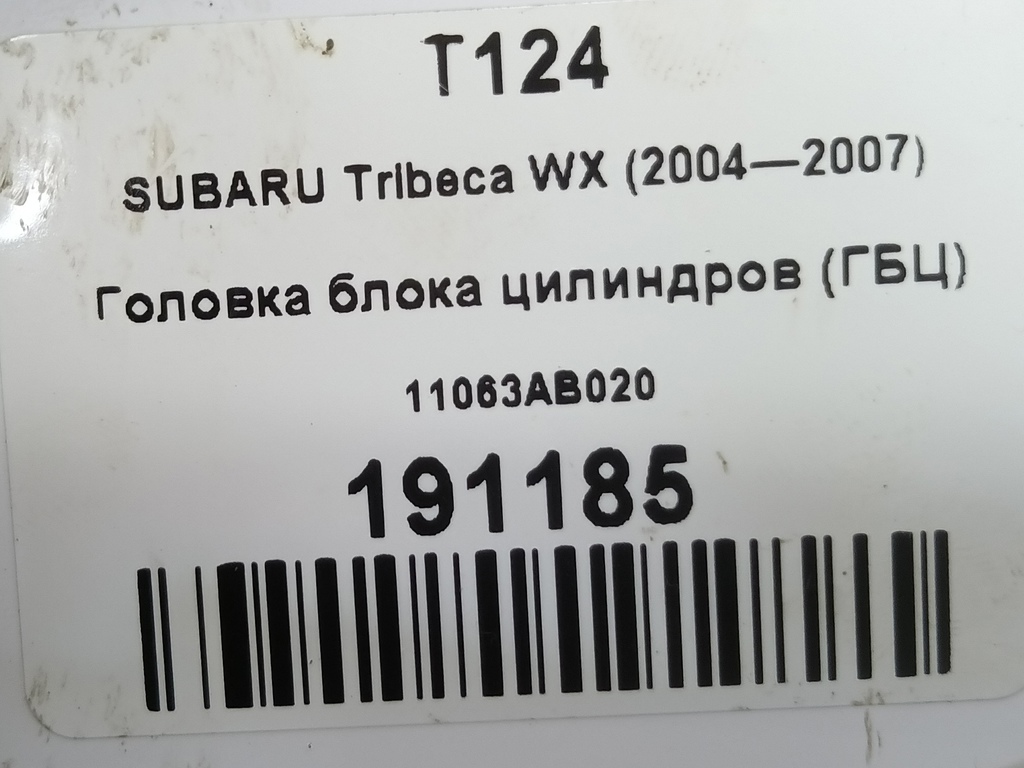 T124
SUBARU Tribeca WX (2004—2007)
Головка блока цилиндров (ГБЦ)
11063AB020
191185